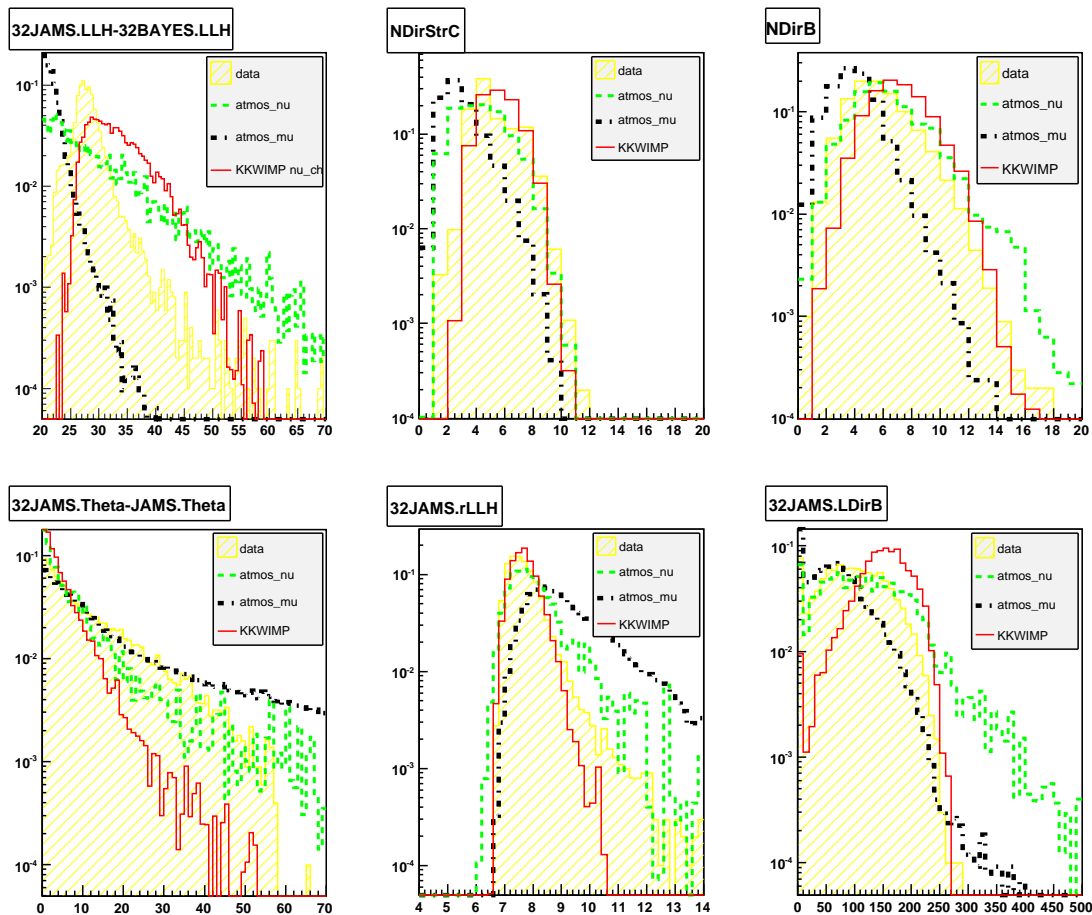 32JAMS.LLH-32BAYES.LLH
data
atmos_nu
atmos_mu
KKWIMP nu_ch
10⁻¹
10⁻²
10⁻³
10⁻⁴
20 25 30 35 40 45 50 55 60 65 70
NDirStrC
data
atmos_nu
atmos_mu
KKWIMP
10⁻¹
10⁻²
10⁻³
10⁻⁴
0 2 4 6 8 10 12 14 16 18 20
NDirB
data
atmos_nu
atmos_mu
KKWIMP
10⁻¹
10⁻²
10⁻³
10⁻⁴
0 2 4 6 8 10 12 14 16 18 20
32JAMS.Theta-JAMS.Theta
data
atmos_nu
atmos_mu
KKWIMP
10⁻¹
10⁻²
10⁻³
10⁻⁴
0 10 20 30 40 50 60 70
32JAMS.rLLH
data
atmos_nu
atmos_mu
KKWIMP
10⁻¹
10⁻²
10⁻³
10⁻⁴
4 5 6 7 8 9 10 11 12 13 14
32JAMS.LDirB
data
atmos_nu
atmos_mu
KKWIMP
10⁻¹
10⁻²
10⁻³
10⁻⁴
0 50 100 150 200 250 300 350 400 450 500